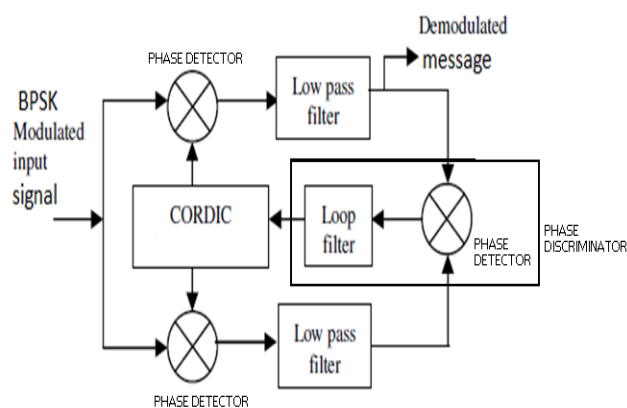 Demodulated
message
PHASE DETECTOR
Low pass
filter
BPSK
Modulated
input
signal
CORDIC
Loop
filter
PHASE
DETECTOR
PHASE
DISCRIMINATOR
Low pass
filter
PHASE DETECTOR